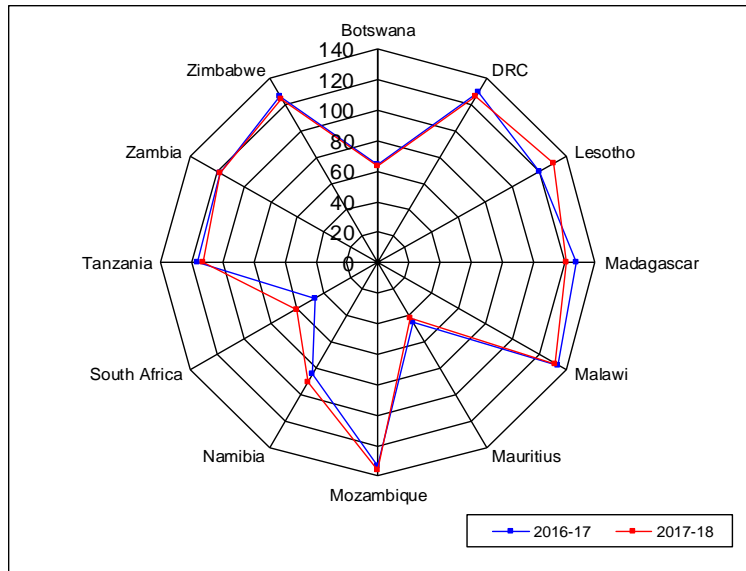 Botswana
140
Zimbabwe
DRC
120
100
Zambia
Lesotho
80
60
40
20
Tanzania
0
Madagascar
South Africa
Malawi
Namibia
Mauritius
Mozambique
2016-17
2017-18